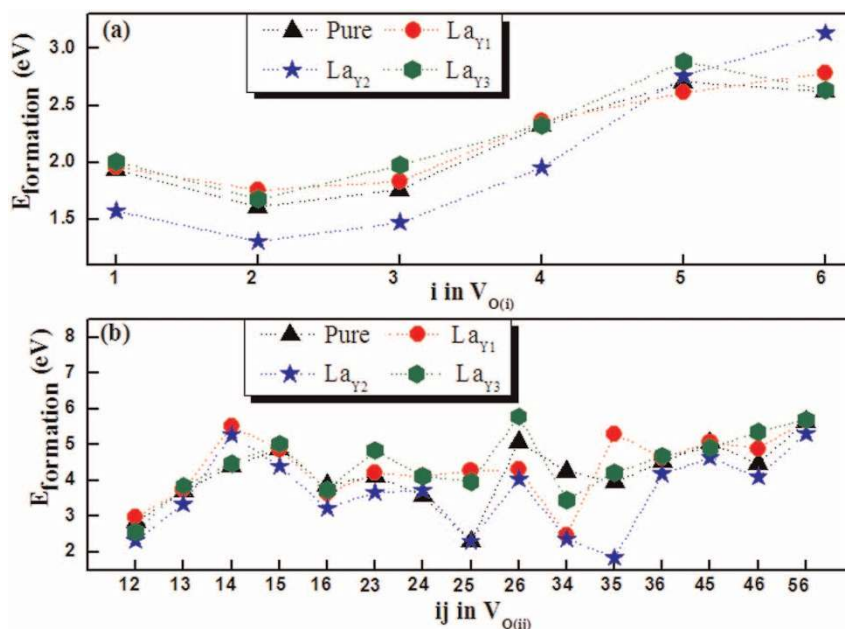 (a)
Pure
La_Y1
La_Y2
La_Y3
E_formation (eV)
3.0
2.5
2.0
1.5
1 2 3 4 5 6
i in V_O(i)
(b)
Pure
La_Y1
La_Y2
La_Y3
E_formation (eV)
8
7
6
5
4
3
2
12 13 14 15 16 23 24 25 26 34 35 36 45 46 56
ij in V_O(ij)